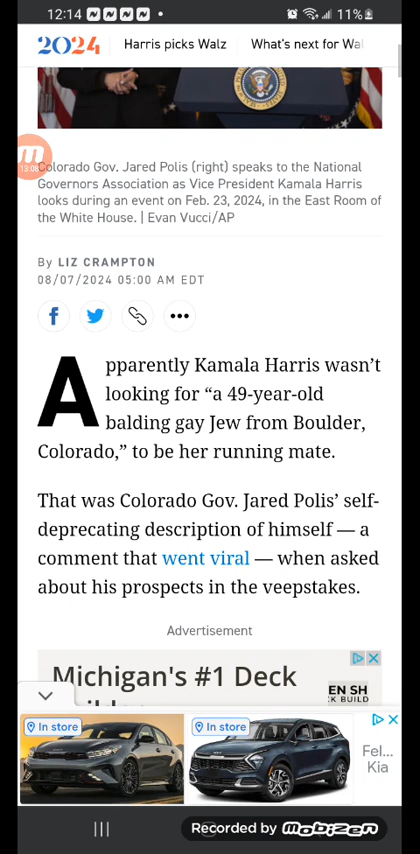 12:14
11%
2024 Harris picks Walz What's next for Wal
13:08
Colorado Gov. Jared Polis (right) speaks to the National
Governors Association as Vice President Kamala Harris
looks during an event on Feb. 23, 2024, in the East Room of
the White House. | Evan Vucci/AP
By LIZ CRAMPTON
08/07/2024 05:00 AM EDT
Apparently Kamala Harris wasn't
looking for “a 49-year-old
balding gay Jew from Boulder,
Colorado,” to be her running mate.
That was Colorado Gov. Jared Polis’ self-
deprecating description of himself — a
comment that went viral — when asked
about his prospects in the veepstakes.
Advertisement
Michigan's #1 Deck
EN SH
K BUILD
In store
In store
Fel...
Kia
Recorded by mobizen